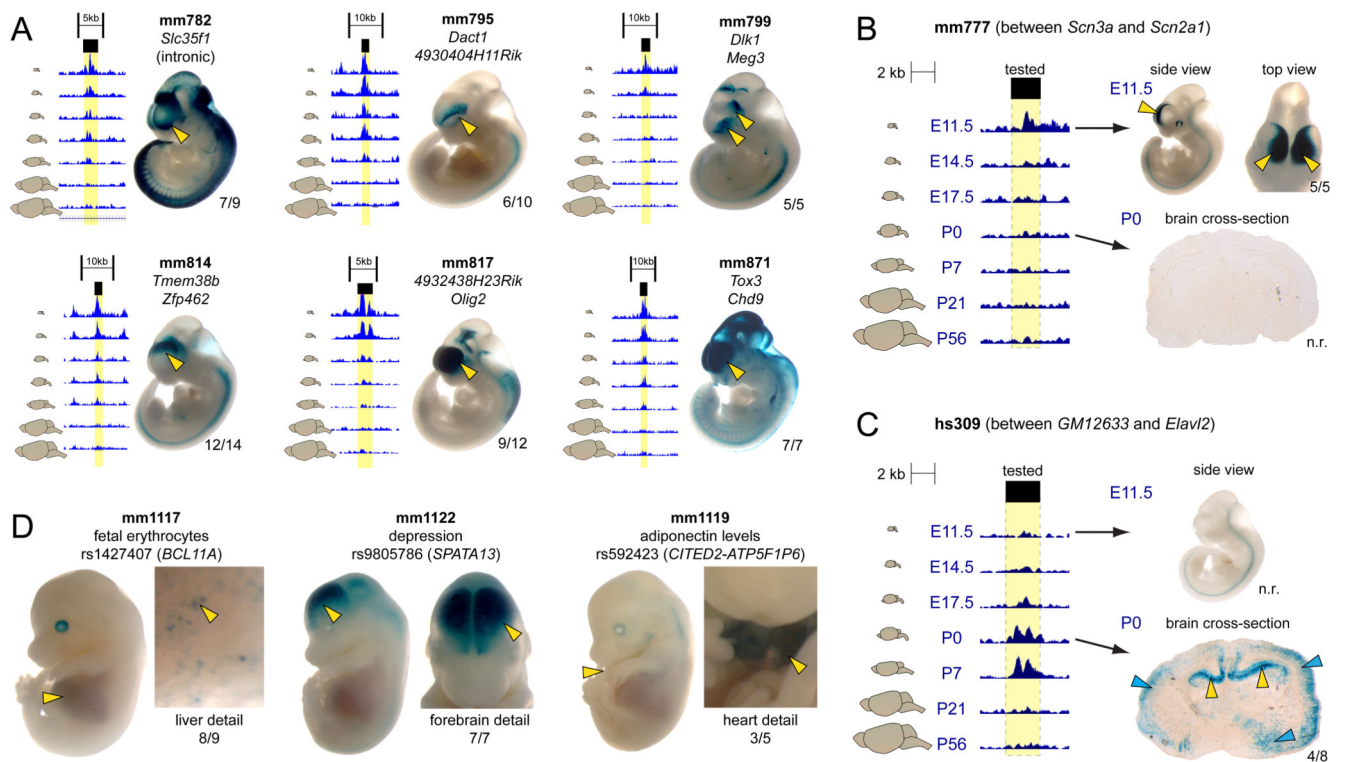 A
5kb
mm782
Slc35f1
(intronic)
7/9
10kb
mm795
Dact1
4930404H11Rik
6/10
10kb
mm799
Dlk1
Meg3
5/5
10kb
mm814
Tmem38b
Zfp462
12/14
5kb
mm817
4932438H23Rik
Olig2
9/12
10kb
mm871
Tox3
Chd9
7/7
B
mm777 (between Scn3a and Scn2a1)
2 kb
tested
side view
top view
E11.5
E11.5
E14.5
E17.5
P0
P7
P21
P56
5/5
P0
brain cross-section
n.r.
C
hs309 (between GM12633 and Elavl2)
2 kb
tested
side view
E11.5
E11.5
E14.5
E17.5
P0
P7
P21
P56
n.r.
P0
brain cross-section
4/8
D
mm1117
fetal erythrocytes
rs1427407 (BCL11A)
liver detail
8/9
mm1122
depression
rs9805786 (SPATA13)
forebrain detail
7/7
mm1119
adiponectin levels
rs592423 (CITED2-ATP5F1P6)
heart detail
3/5